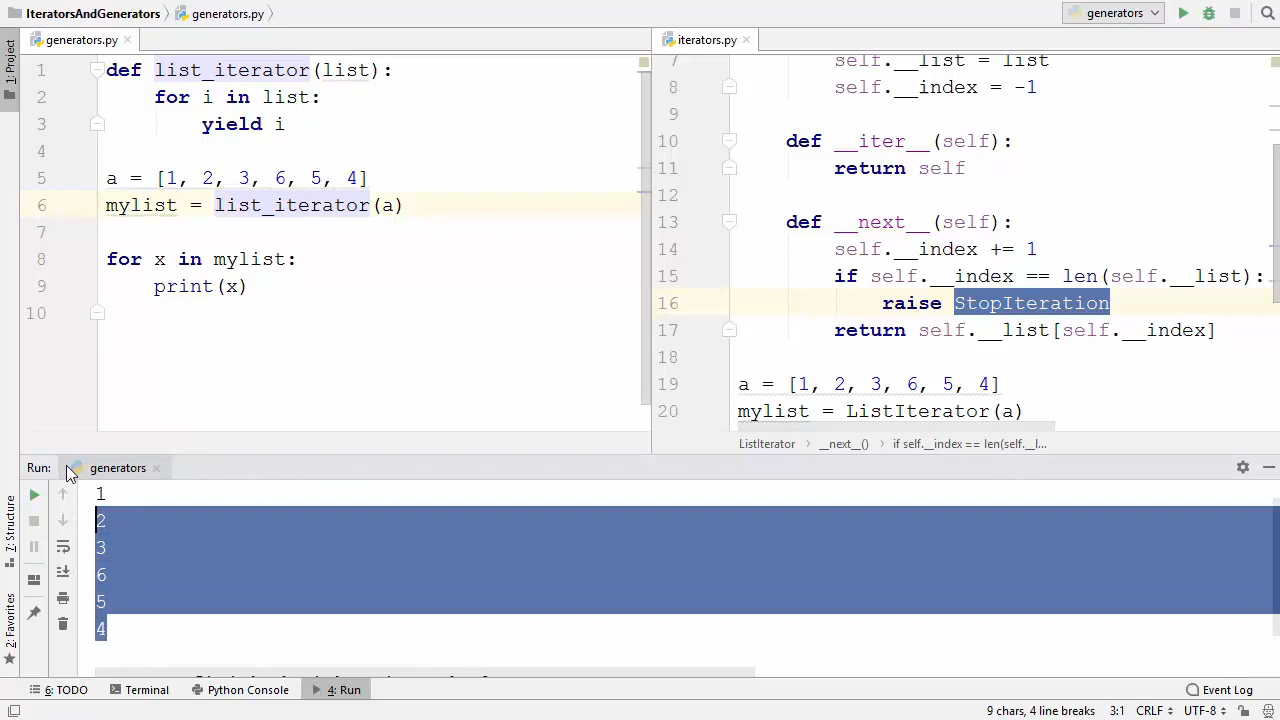 IteratorsAndGenerators
generators.py
generators
1: Project
generators.py
1 def list_iterator(list):
2 for i in list:
3 yield i
4
5 a = [1, 2, 3, 6, 5, 4]
6 mylist = list_iterator(a)
7
8 for x in mylist:
9 print(x)
10
iterators.py
7 self.__list = list
8 self.__index = -1
9
10 def __iter__(self):
11 return self
12
13 def __next__(self):
14 self.__index += 1
15 if self.__index == len(self.__list):
16 raise StopIteration
17 return self.__list[self.__index]
18
19 a = [1, 2, 3, 6, 5, 4]
20 mylist = ListIterator(a)
ListIterator
__next__()
if self.__index == len(self.__l...
Run:
generators
1
2
3
6
5
4
7: Structure
2: Favorites
6: TODO
Terminal
Python Console
4: Run
Event Log
9 chars, 4 line breaks
3:1
CRLF
UTF-8